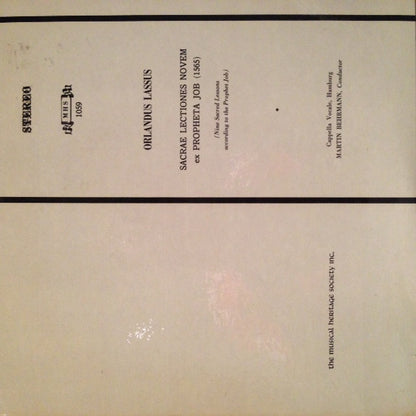 STEREO
MHS
1059
ORLANDUS LASSUS
SACRAE LECTIONES NOVEM
ex PROPHETA JOB (1565)
(Nine Sacred Lessons
according to the Prophet Job)
Cappella Vocale, Hamburg
MARTIN BEHRMANN, Conductor
the musical heritage society inc.